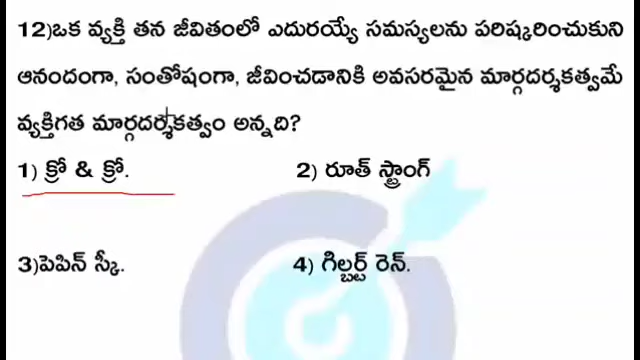 12)ఒక వ్యక్తి తన జీవితంలో ఎదురయ్యే సమస్యలను పరిష్కరించుకుని
ఆనందంగా, సంతోషంగా, జీవించడానికి అవసరమైన మార్గదర్శకత్వమే
వ్యక్తిగత మార్గదర్శకత్వం అన్నది?
1) క్రో & క్రో. 2) రూత్ స్ట్రాంగ్
3)పెపిన్ స్కీ. 4) గిల్బర్ట్ రెన్.